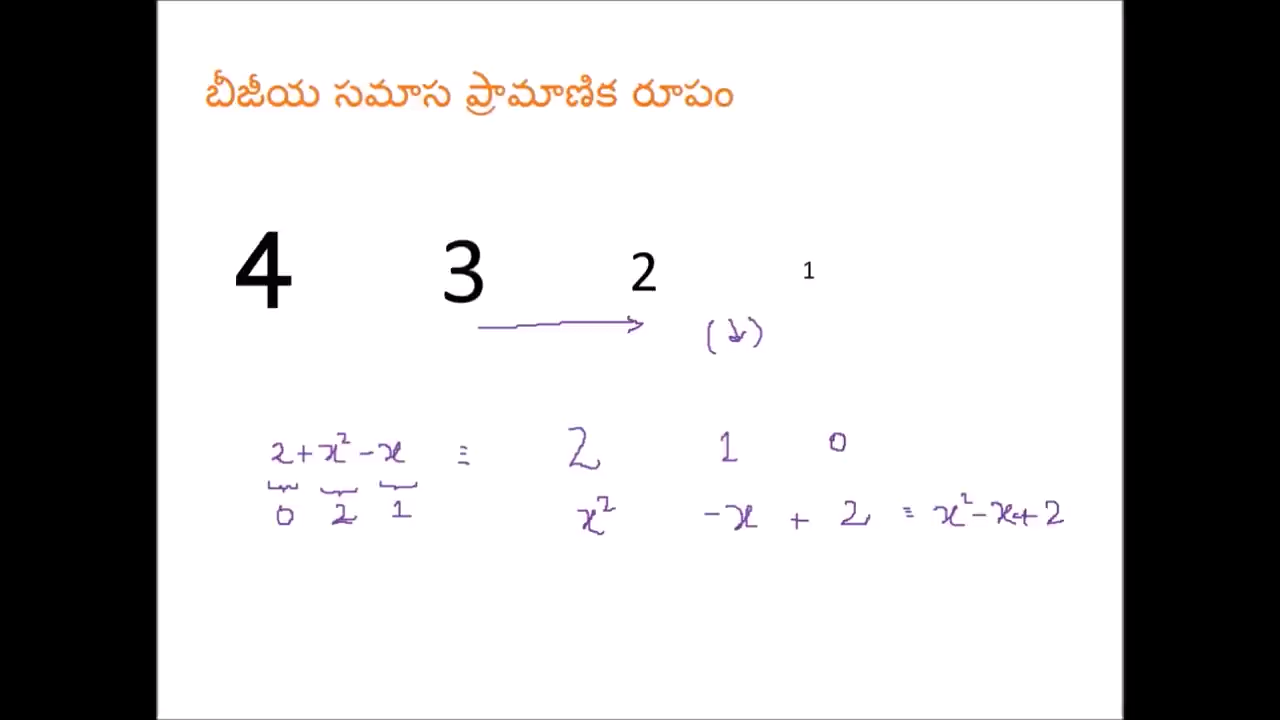 బీజీయ సమాస ప్రామాణిక రూపం
4 3 2 1
(↓)
2+x²-x ≡ 2 1 0
0 2 1 x² -x + 2 ≡ x²-x+2